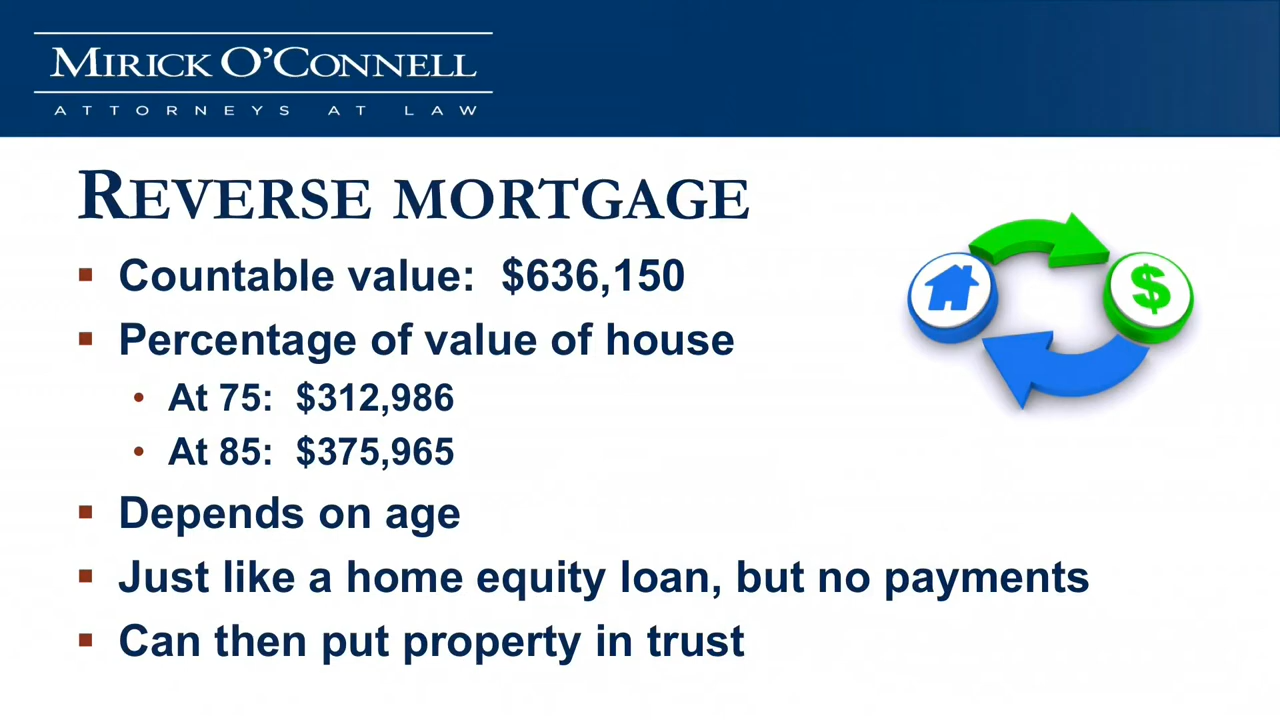 MIRICK O'CONNELL
ATTORNEYS AT LAW
REVERSE MORTGAGE
▪ Countable value: $636,150
▪ Percentage of value of house
• At 75: $312,986
• At 85: $375,965
▪ Depends on age
▪ Just like a home equity loan, but no payments
▪ Can then put property in trust
$